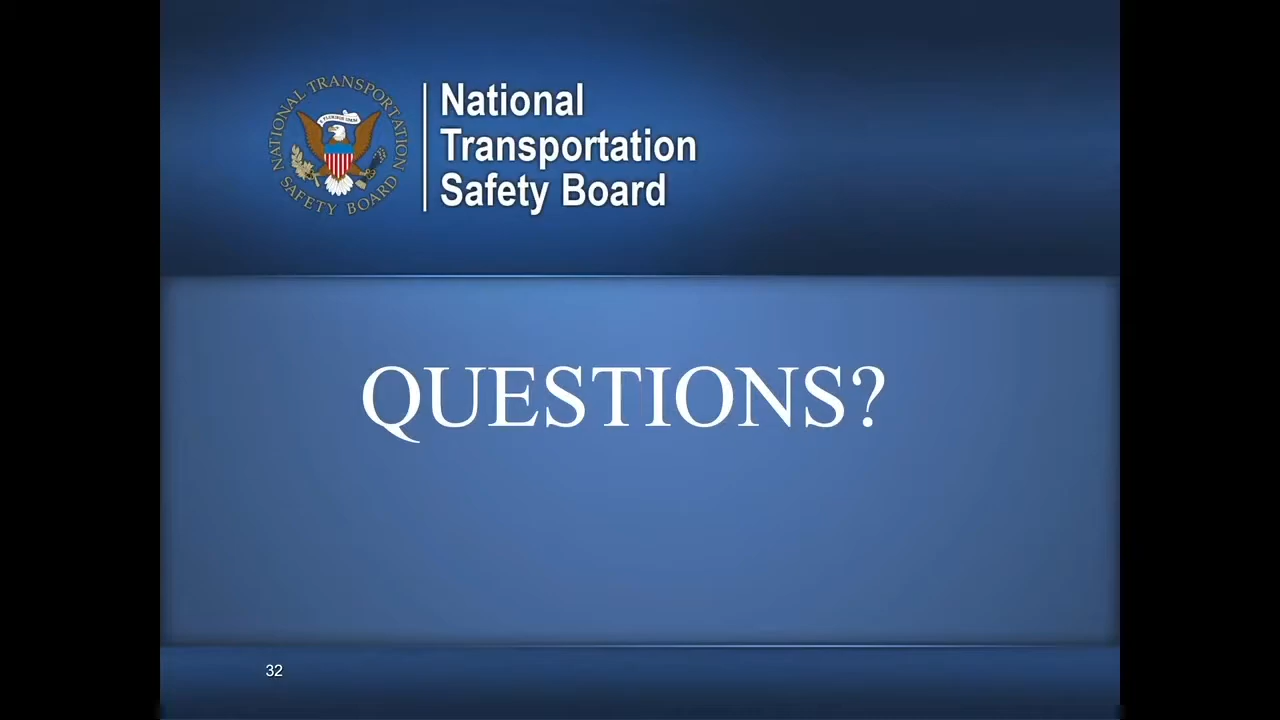 NATIONAL TRANSPORTATION
SAFETY BOARD
National
Transportation
Safety Board
QUESTIONS?
32